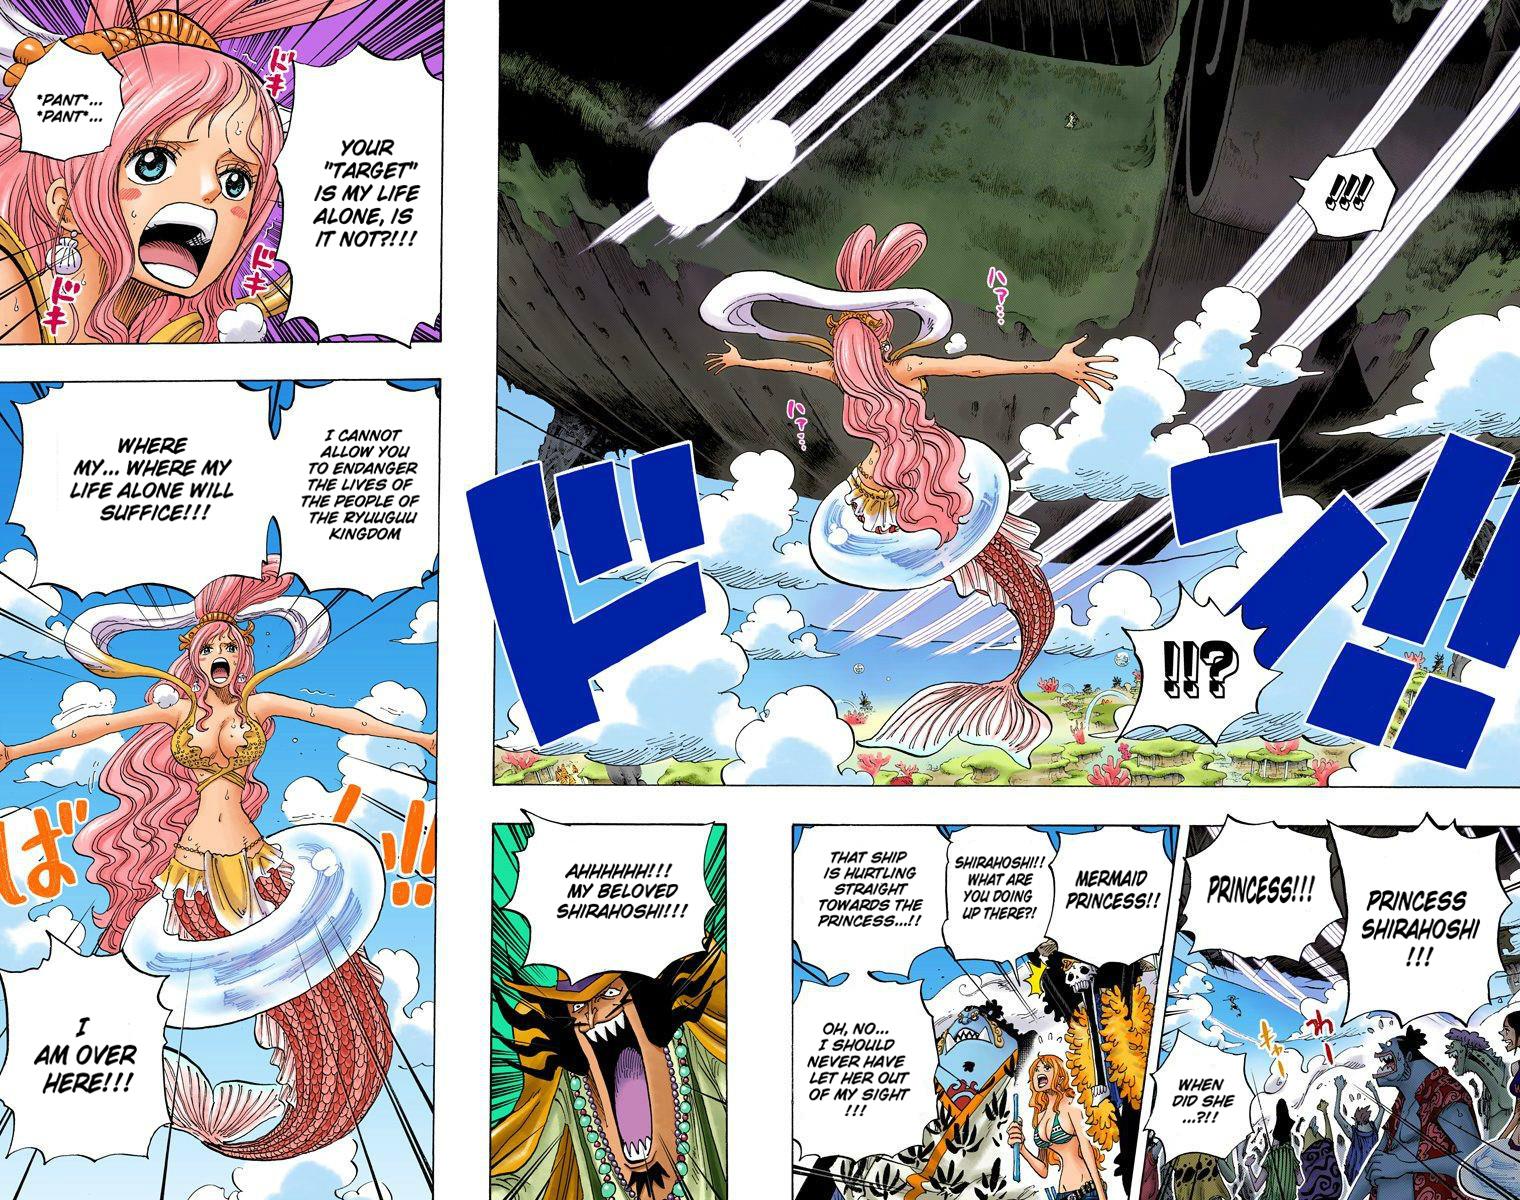 !!!
ハァ…
ハァ…
ドン!!
!!?
PRINCESS
SHIRAHOSHI
!!!
PRINCESS!!!
わー
きゃー
WHEN
DID SHE
...?!!
MERMAID
PRINCESS!!
SHIRAHOSHI!!
WHAT ARE
YOU DOING
UP THERE?!
THAT SHIP
IS HURTLING
STRAIGHT
TOWARDS THE
PRINCESS...!!
OH, NO...
I SHOULD
NEVER HAVE
LET HER OUT
OF MY SIGHT
!!!
AHHHHHH!!!
MY BELOVED
SHIRAHOSHI!!!
ドキ
YOUR
"TARGET"
IS MY LIFE
ALONE, IS
IT NOT?!!!
*PANT*...
*PANT*...
ドキ
ドキ
I CANNOT
ALLOW YOU
TO ENDANGER
THE LIVES OF
THE PEOPLE OF
THE RYUUGUU
KINGDOM
WHERE
MY... WHERE MY
LIFE ALONE WILL
SUFFICE!!!
ば!!
I
AM OVER
HERE!!!